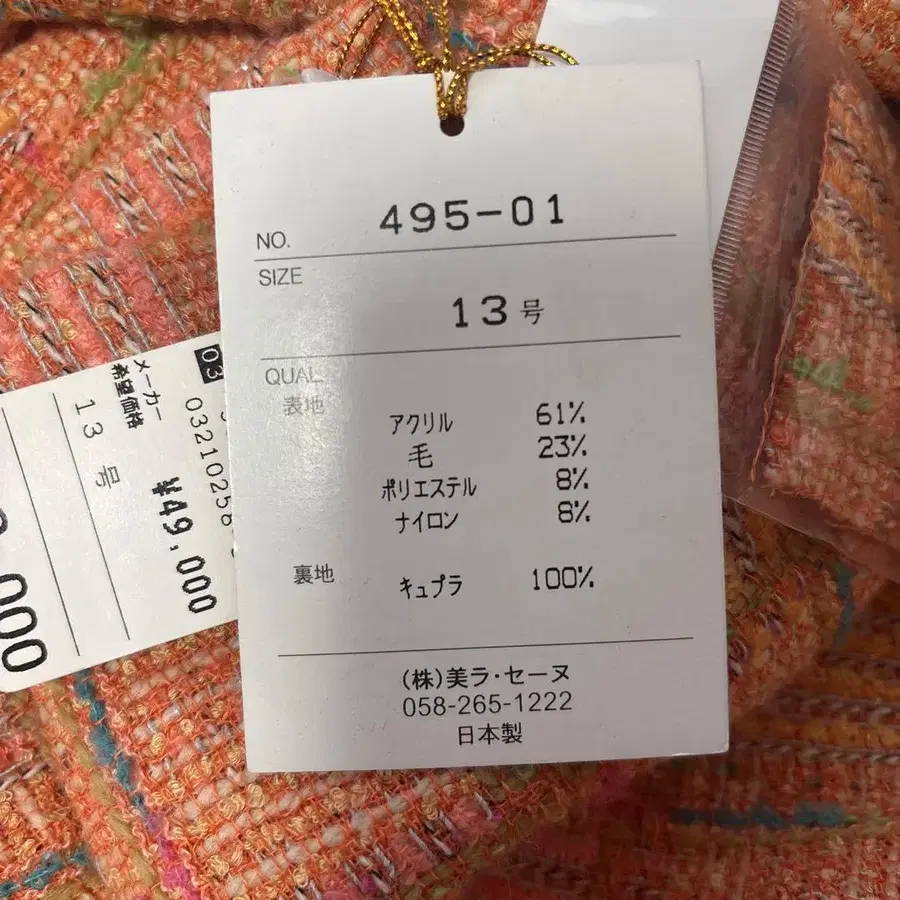 NO. 495-01
SIZE
13号
QUAL.
表地
アクリル 61%
毛 23%
ポリエステル 8%
ナイロン 8%
裏地
キュプラ 100%
(株)美ラ・セーヌ
058-265-1222
日本製
03
03210258
メーカー
希望価格
¥49,000
13号
000